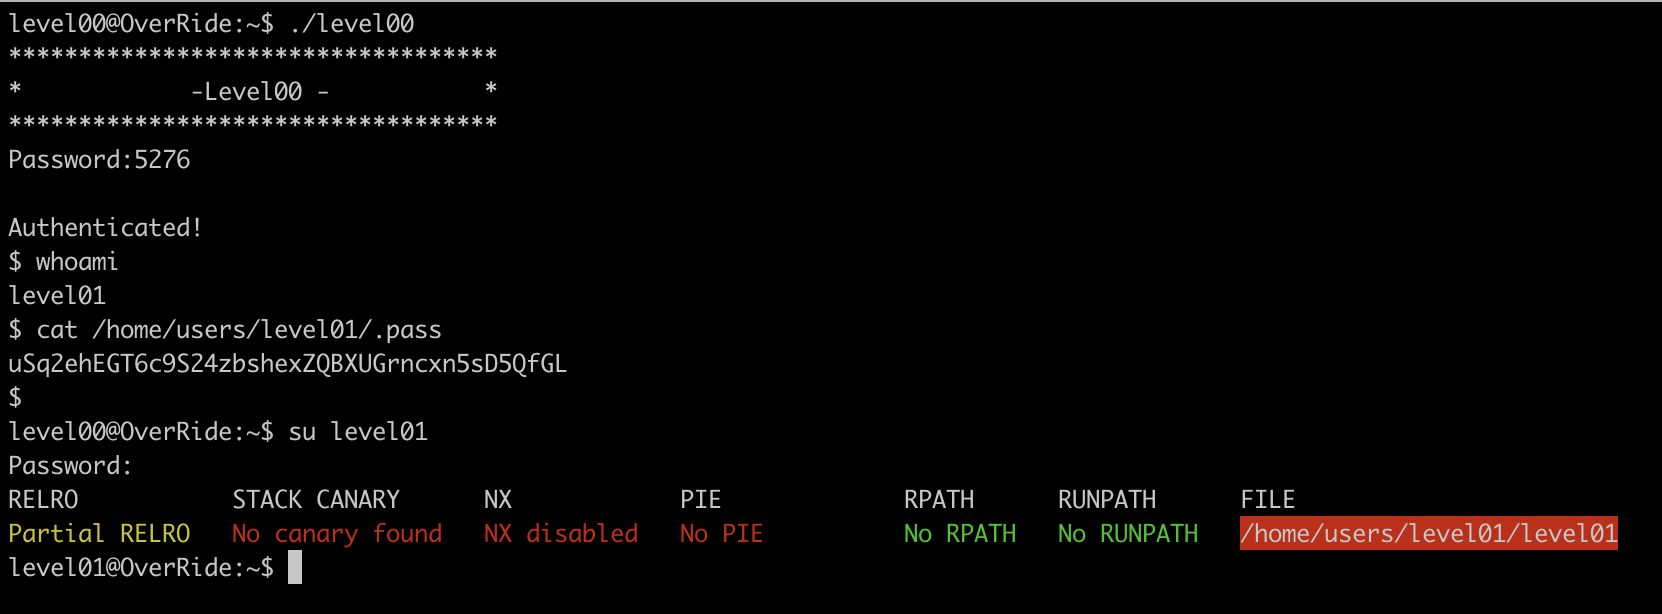 level00@OverRide:~$ ./level00
***********************************
*            -Level00 -           *
***********************************
Password:5276
Authenticated!
$ whoami
level01
$ cat /home/users/level01/.pass
uSq2ehEGT6c9S24zbshexZQBXUGrncxn5sD5QfGL
$
level00@OverRide:~$ su level01
Password:
RELRO           STACK CANARY      NX            PIE             RPATH      RUNPATH      FILE
Partial RELRO   No canary found   NX disabled   No PIE          No RPATH   No RUNPATH   /home/users/level01/level01
level01@OverRide:~$